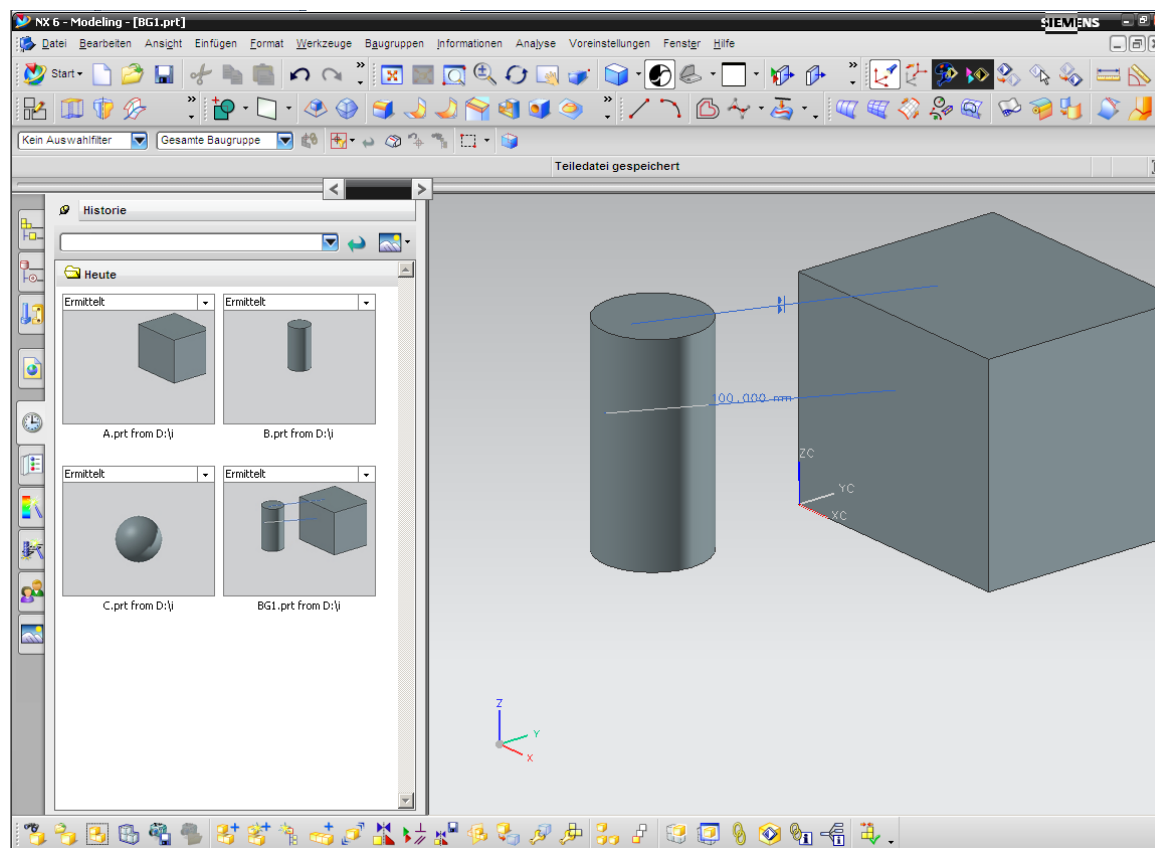 NX 6 - Modeling - [BG1.prt]
SIEMENS
Datei Bearbeiten Ansicht Einfügen Format Werkzeuge Baugruppen Informationen Analyse Voreinstellungen Fenster Hilfe
Start
Kein Auswahlfilter
Gesamte Baugruppe
Teiledatei gespeichert
Historie
Heute
Ermittelt
Ermittelt
A.prt from D:\i
B.prt from D:\i
Ermittelt
Ermittelt
C.prt from D:\i
BG1.prt from D:\i
100,000 mm
ZC
YC
XC
Z
Y
X